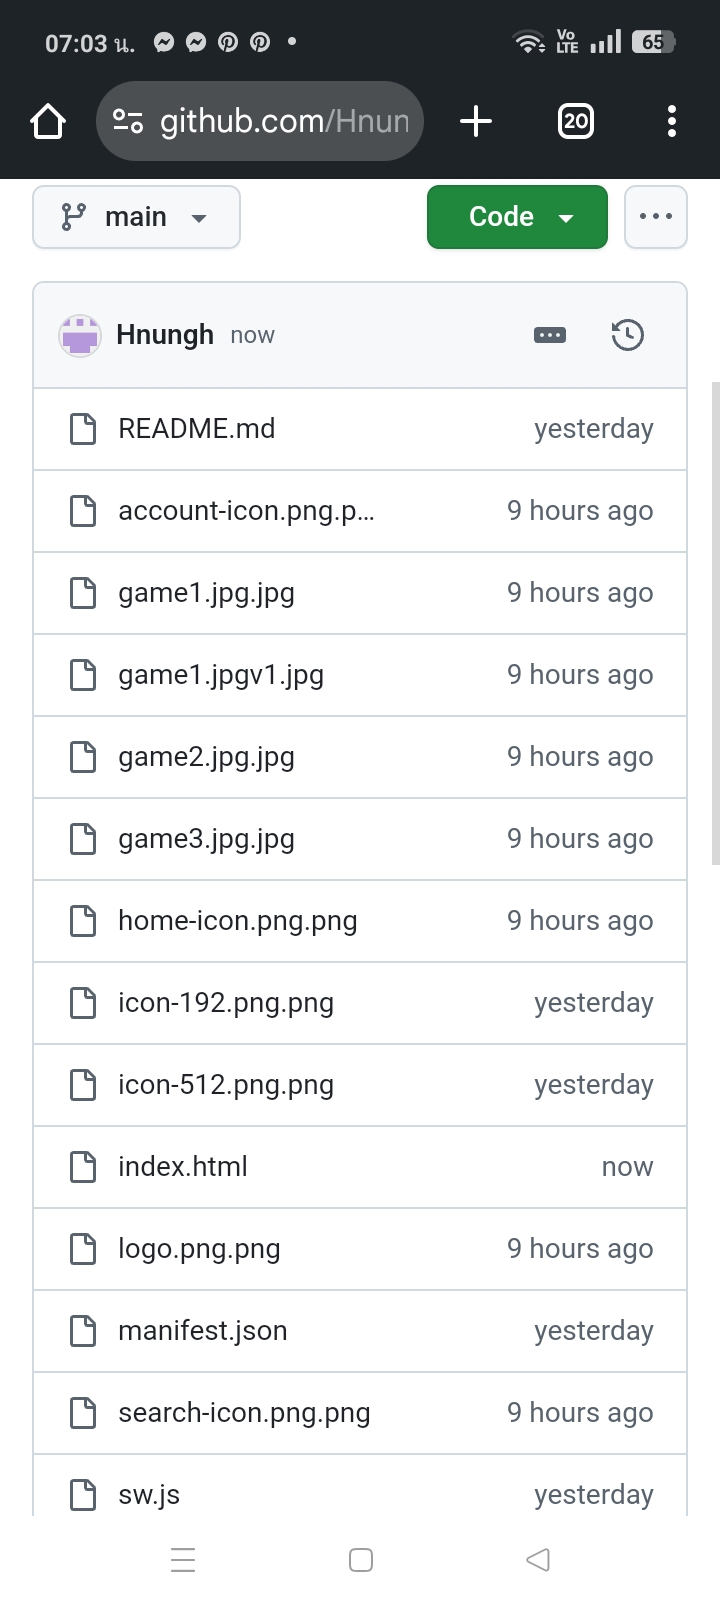 07:03 น.
Vo
LTE
65
github.com/Hnun
20
main
Code
Hnungh now
README.md yesterday
account-icon.png.p... 9 hours ago
game1.jpg.jpg 9 hours ago
game1.jpgv1.jpg 9 hours ago
game2.jpg.jpg 9 hours ago
game3.jpg.jpg 9 hours ago
home-icon.png.png 9 hours ago
icon-192.png.png yesterday
icon-512.png.png yesterday
index.html now
logo.png.png 9 hours ago
manifest.json yesterday
search-icon.png.png 9 hours ago
sw.js yesterday